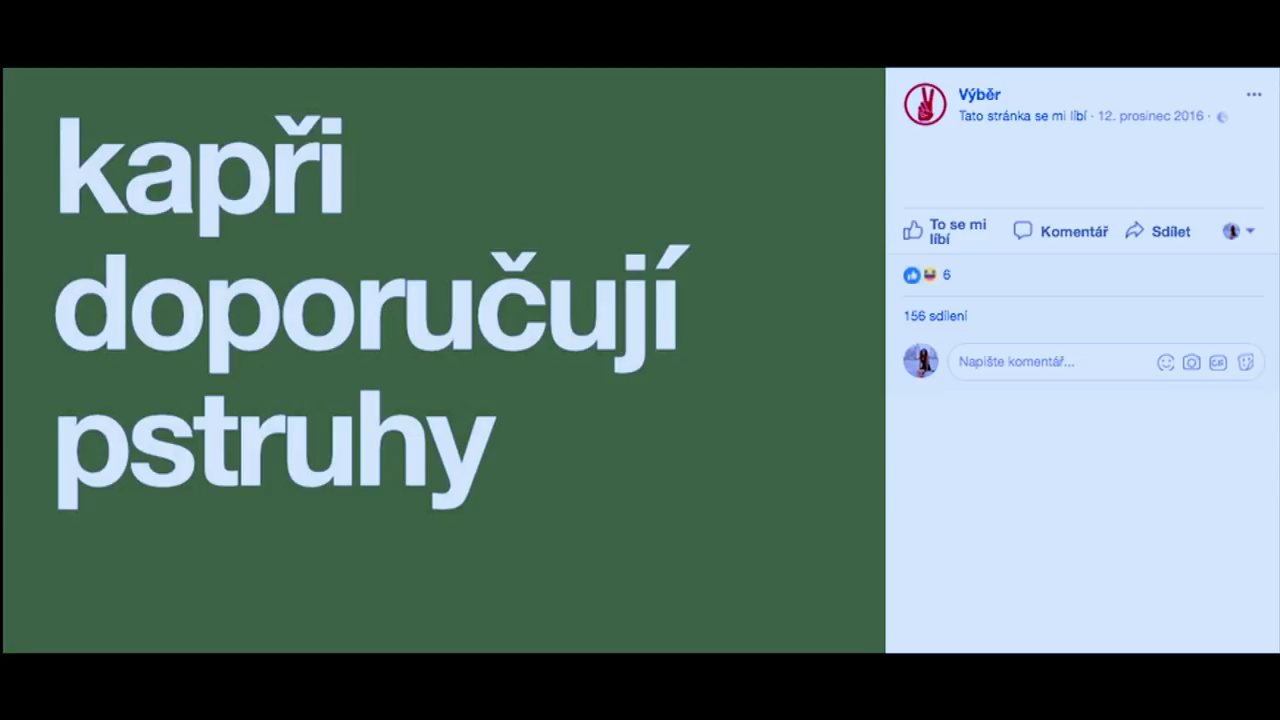 kapři
doporučují
pstruhy
Výběr
Tato stránka se mi líbí · 12. prosinec 2016 ·
To se mi
líbí
Komentář
Sdílet
6
156 sdílení
Napište komentář...
GIF